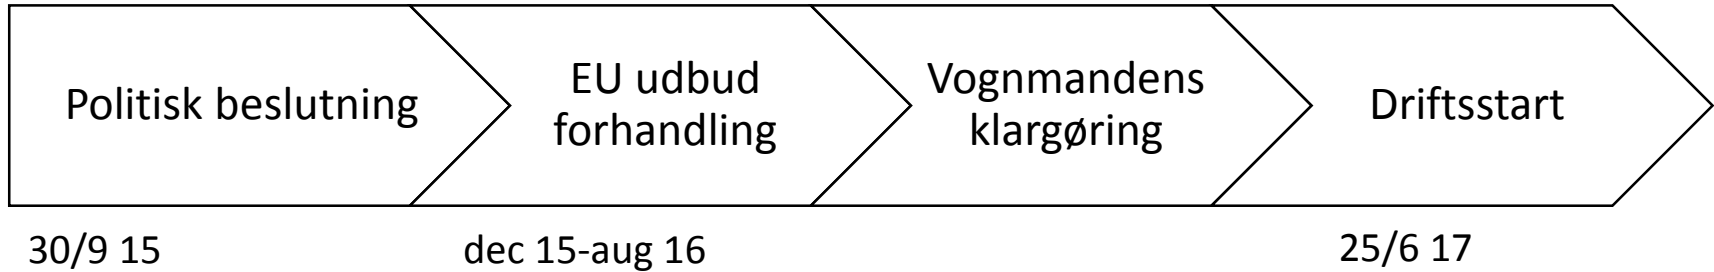 Politisk beslutning
EU udbud
forhandling
Vognmandens
klargøring
Driftsstart
30/9 15
dec 15-aug 16
25/6 17